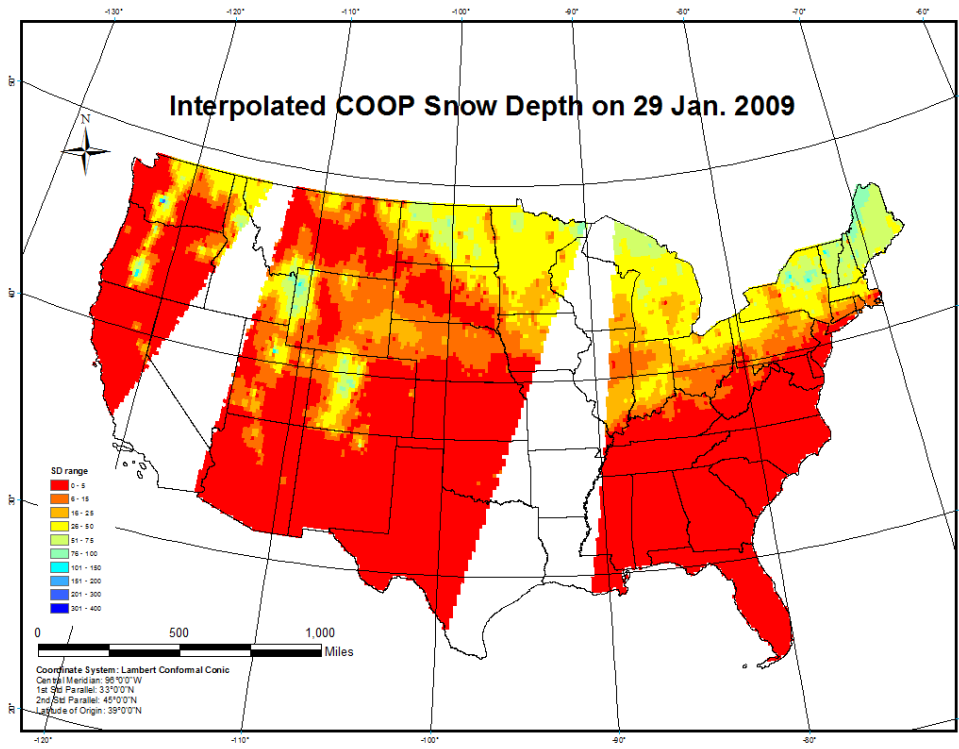 -130° -120° -110° -100° -90° -80° -70° -60°
50°
Interpolated COOP Snow Depth on 29 Jan. 2009
N
40°
30°
SD range
0 - 5
6 - 15
16 - 25
26 - 50
51 - 75
76 - 100
101 - 150
151 - 200
201 - 300
301 - 400
0 500 1,000
Miles
Coordinate System: Lambert Conformal Conic
Central Meridian: 96°0'0"W
1st Std Parallel: 33°0'0"N
2nd Std Parallel: 45°0'0"N
Latitude of Origin: 39°0'0"N
20°
-120° -110° -100° -90° -80°